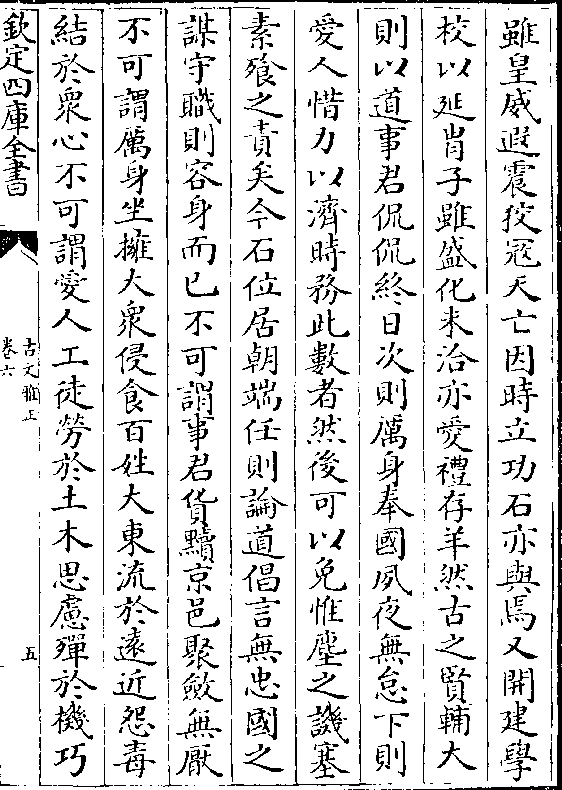 雖皇威遐震狡冦天亡因時立功石亦與焉又開建學
校以延胄子雖盛化未洽亦愛禮存羊然古之賢輔大
則以道事君侃侃終日次則厲身奉國夙夜無怠下則
愛人惜力以濟時務此數者然後可以免惟塵之譏塞
素飱之責矣今石位居朝端任則論道倡言無忠國之
謀守職則容身而已不可謂事君貨黷京邑聚斂無厭
不可謂厲身坐擁大衆侵食百姓大東流於逺近怨毒
結於衆心不可謂愛人工徒勞於土木思慮殫於機巧
欽定四庫全書
古文雅正
卷六
五